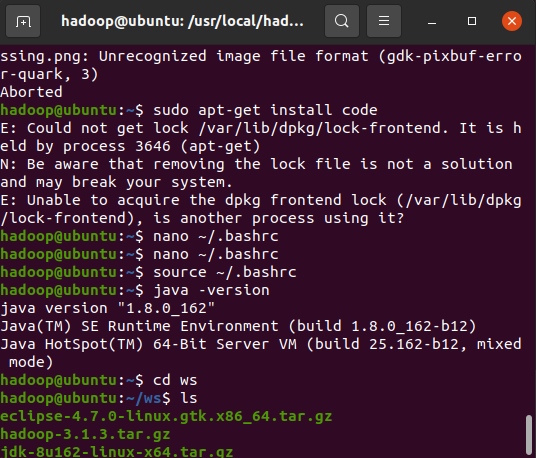 hadoop@ubuntu: /usr/local/had...
ssing.png: Unrecognized image file format (gdk-pixbuf-erro
r-quark, 3)
Aborted
hadoop@ubuntu:~$ sudo apt-get install code
E: Could not get lock /var/lib/dpkg/lock-frontend. It is h
eld by process 3646 (apt-get)
N: Be aware that removing the lock file is not a solution
and may break your system.
E: Unable to acquire the dpkg frontend lock (/var/lib/dpkg
/lock-frontend), is another process using it?
hadoop@ubuntu:~$ nano ~/.bashrc
hadoop@ubuntu:~$ nano ~/.bashrc
hadoop@ubuntu:~$ source ~/.bashrc
hadoop@ubuntu:~$ java -version
java version "1.8.0_162"
Java(TM) SE Runtime Environment (build 1.8.0_162-b12)
Java HotSpot(TM) 64-Bit Server VM (build 25.162-b12, mixed
 mode)
hadoop@ubuntu:~$ cd ws
hadoop@ubuntu:~/ws$ ls
eclipse-4.7.0-linux.gtk.x86_64.tar.gz
hadoop-3.1.3.tar.gz
jdk-8u162-linux-x64.tar.gz